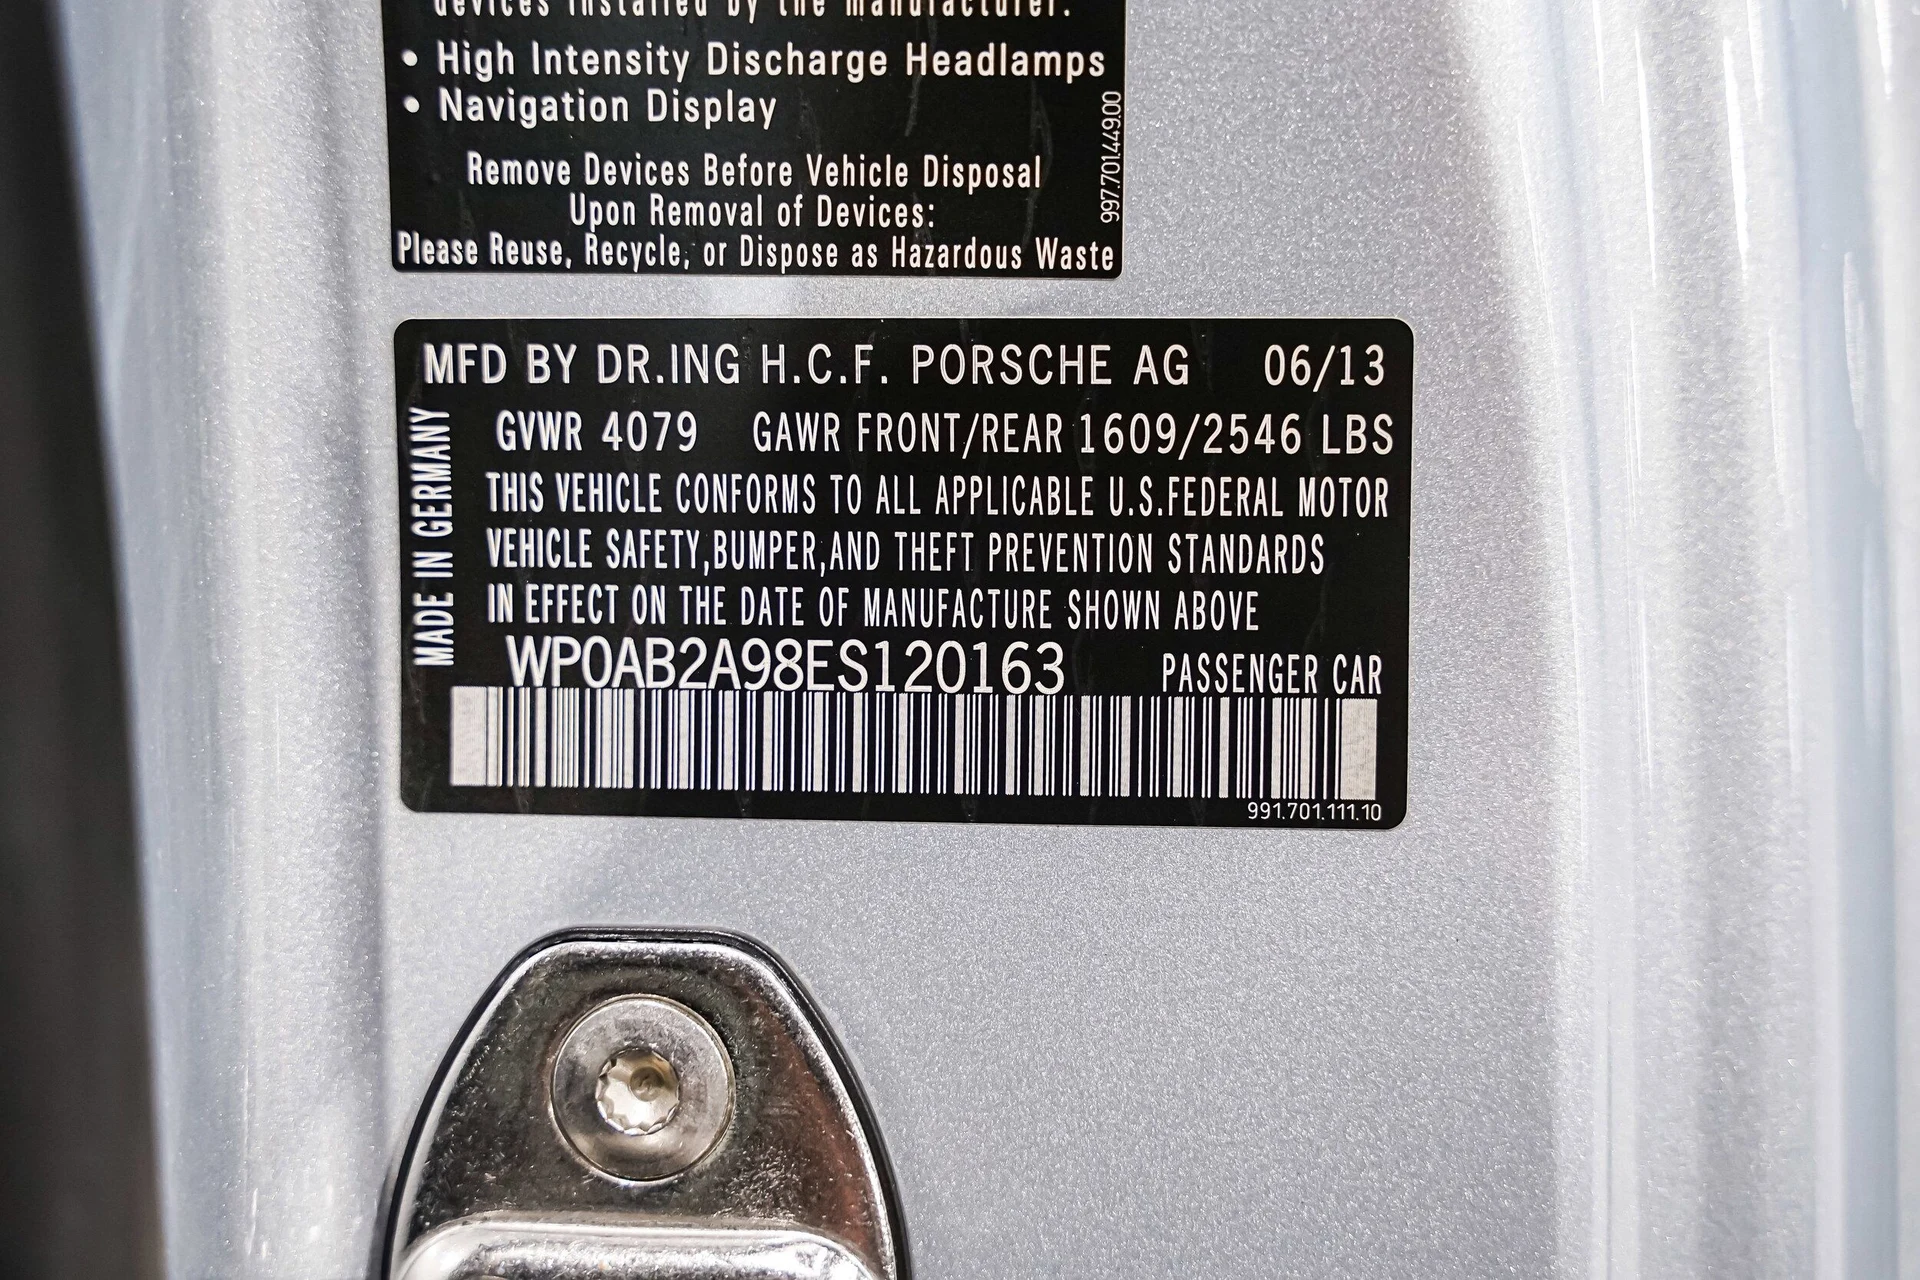 devices installed by the manufacturer.
• High Intensity Discharge Headlamps
• Navigation Display
Remove Devices Before Vehicle Disposal
Upon Removal of Devices:
Please Reuse, Recycle, or Dispose as Hazardous Waste
997.701.449.00
MFD BY DR.ING H.C.F. PORSCHE AG 06/13
GVWR 4079 GAWR FRONT/REAR 1609/2546 LBS
THIS VEHICLE CONFORMS TO ALL APPLICABLE U.S.FEDERAL MOTOR
VEHICLE SAFETY,BUMPER,AND THEFT PREVENTION STANDARDS
IN EFFECT ON THE DATE OF MANUFACTURE SHOWN ABOVE
MADE IN GERMANY
WP0AB2A98ES120163 PASSENGER CAR
991.701.111.10